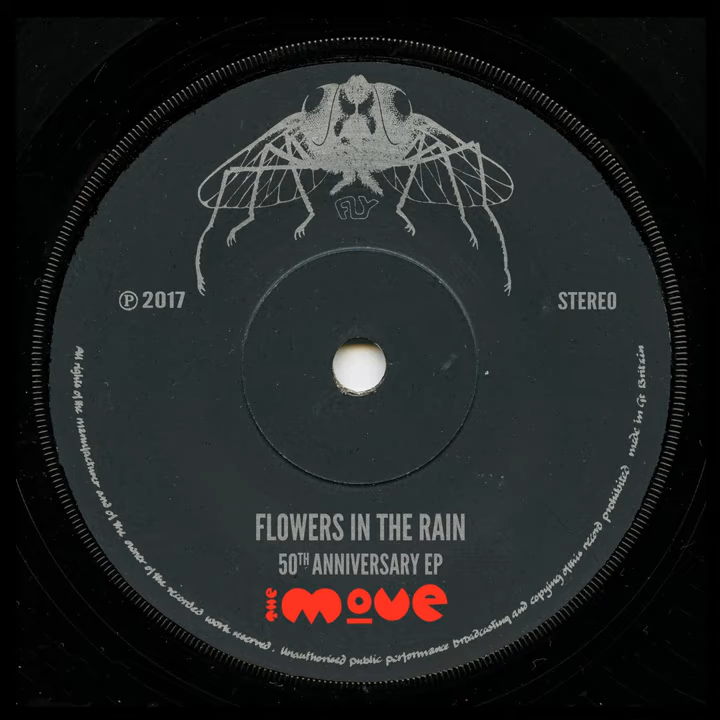 FLY
℗ 2017
STEREO
FLOWERS IN THE RAIN
50TH ANNIVERSARY EP
THE MOVE
All rights of the manufacturer and of the owner of the recorded work reserved. Unauthorised public performance broadcasting and copying of this record prohibited made in Gt Britain